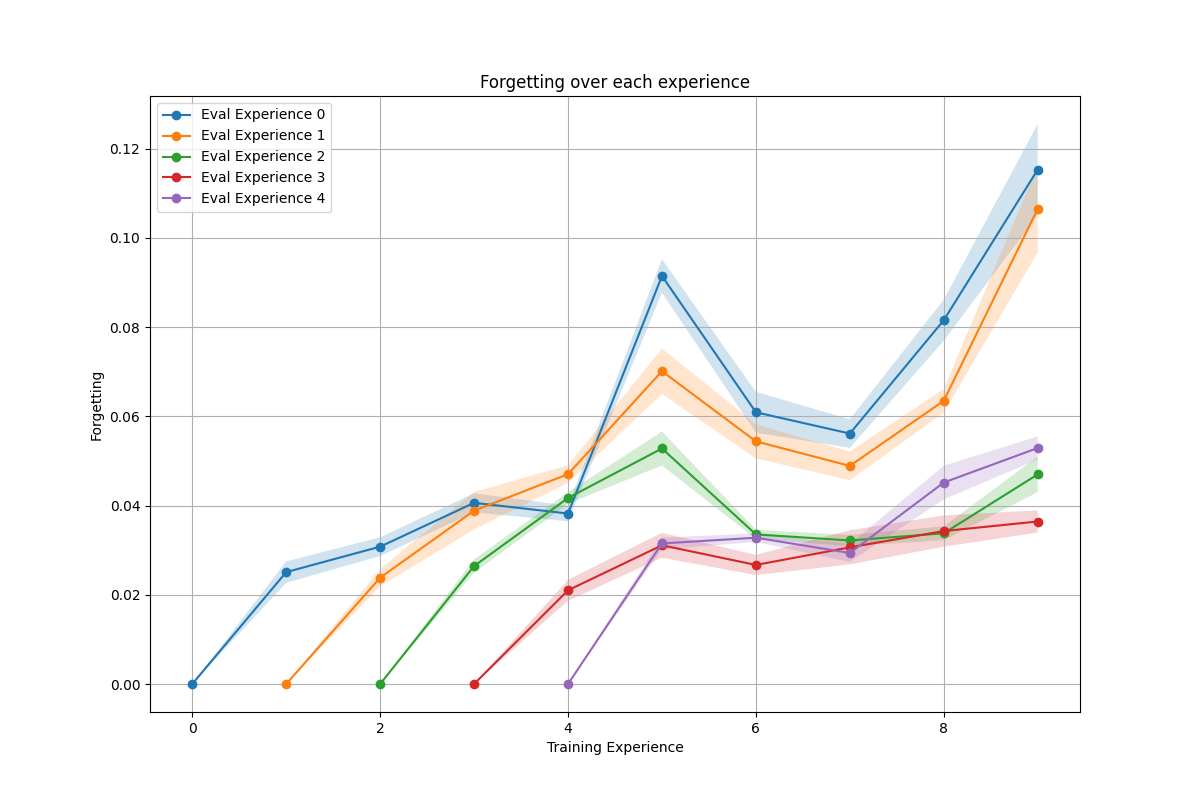 Forgetting over each experience
Eval Experience 0
Eval Experience 1
Eval Experience 2
Eval Experience 3
Eval Experience 4
Forgetting
0.12
0.10
0.08
0.06
0.04
0.02
0.00
0 2 4 6 8
Training Experience